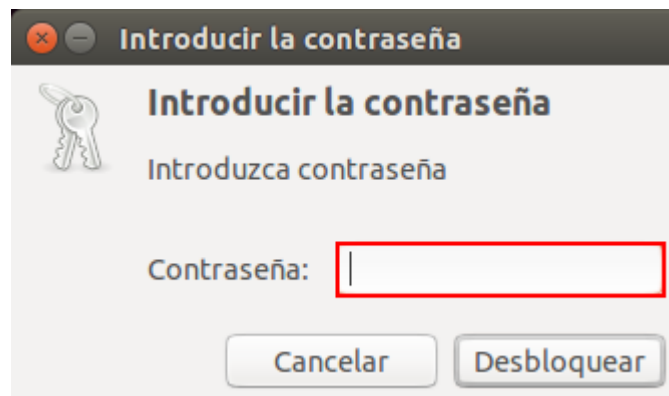 Introducir la contraseña
Introducir la contraseña
Introduzca contraseña
Contraseña:
Cancelar Desbloquear